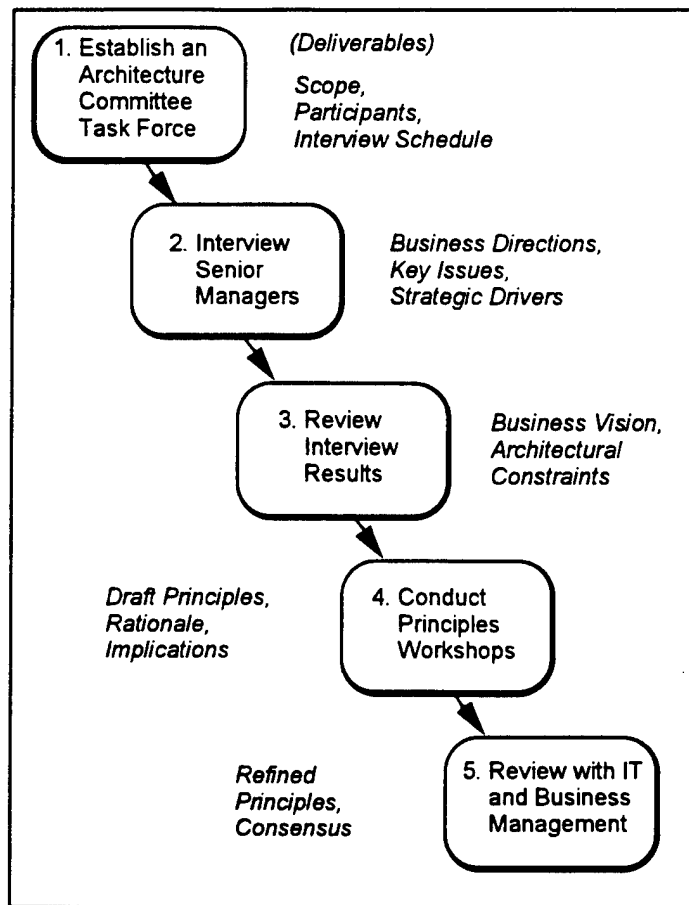 1. Establish an
Architecture
Committee
Task Force
(Deliverables)
Scope,
Participants,
Interview Schedule
2. Interview
Senior
Managers
Business Directions,
Key Issues,
Strategic Drivers
3. Review
Interview
Results
Business Vision,
Architectural
Constraints
Draft Principles,
Rationale,
Implications
4. Conduct
Principles
Workshops
Refined
Principles,
Consensus
5. Review with IT
and Business
Management